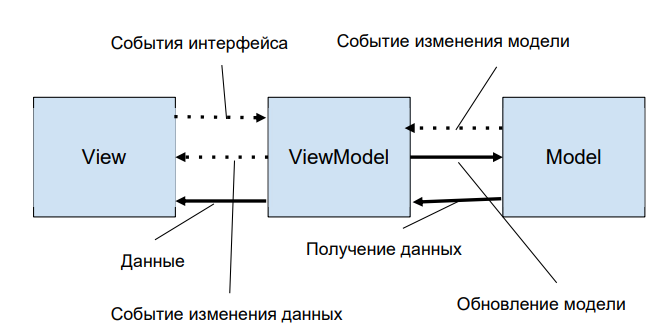 События интерфейса
Событие изменения модели
View
ViewModel
Model
Данные
Получение данных
Событие изменения данных
Обновление модели